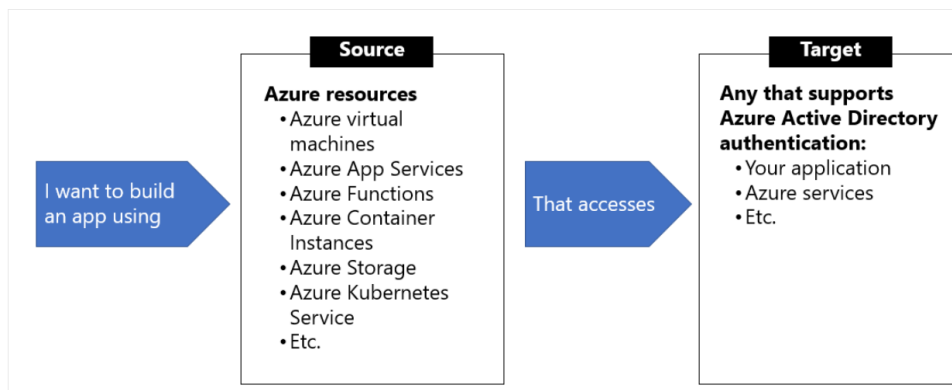 I want to build
an app using
Source
Azure resources
• Azure virtual
machines
• Azure App Services
• Azure Functions
• Azure Container
Instances
• Azure Storage
• Azure Kubernetes
Service
• Etc.
That accesses
Target
Any that supports
Azure Active Directory
authentication:
• Your application
• Azure services
• Etc.